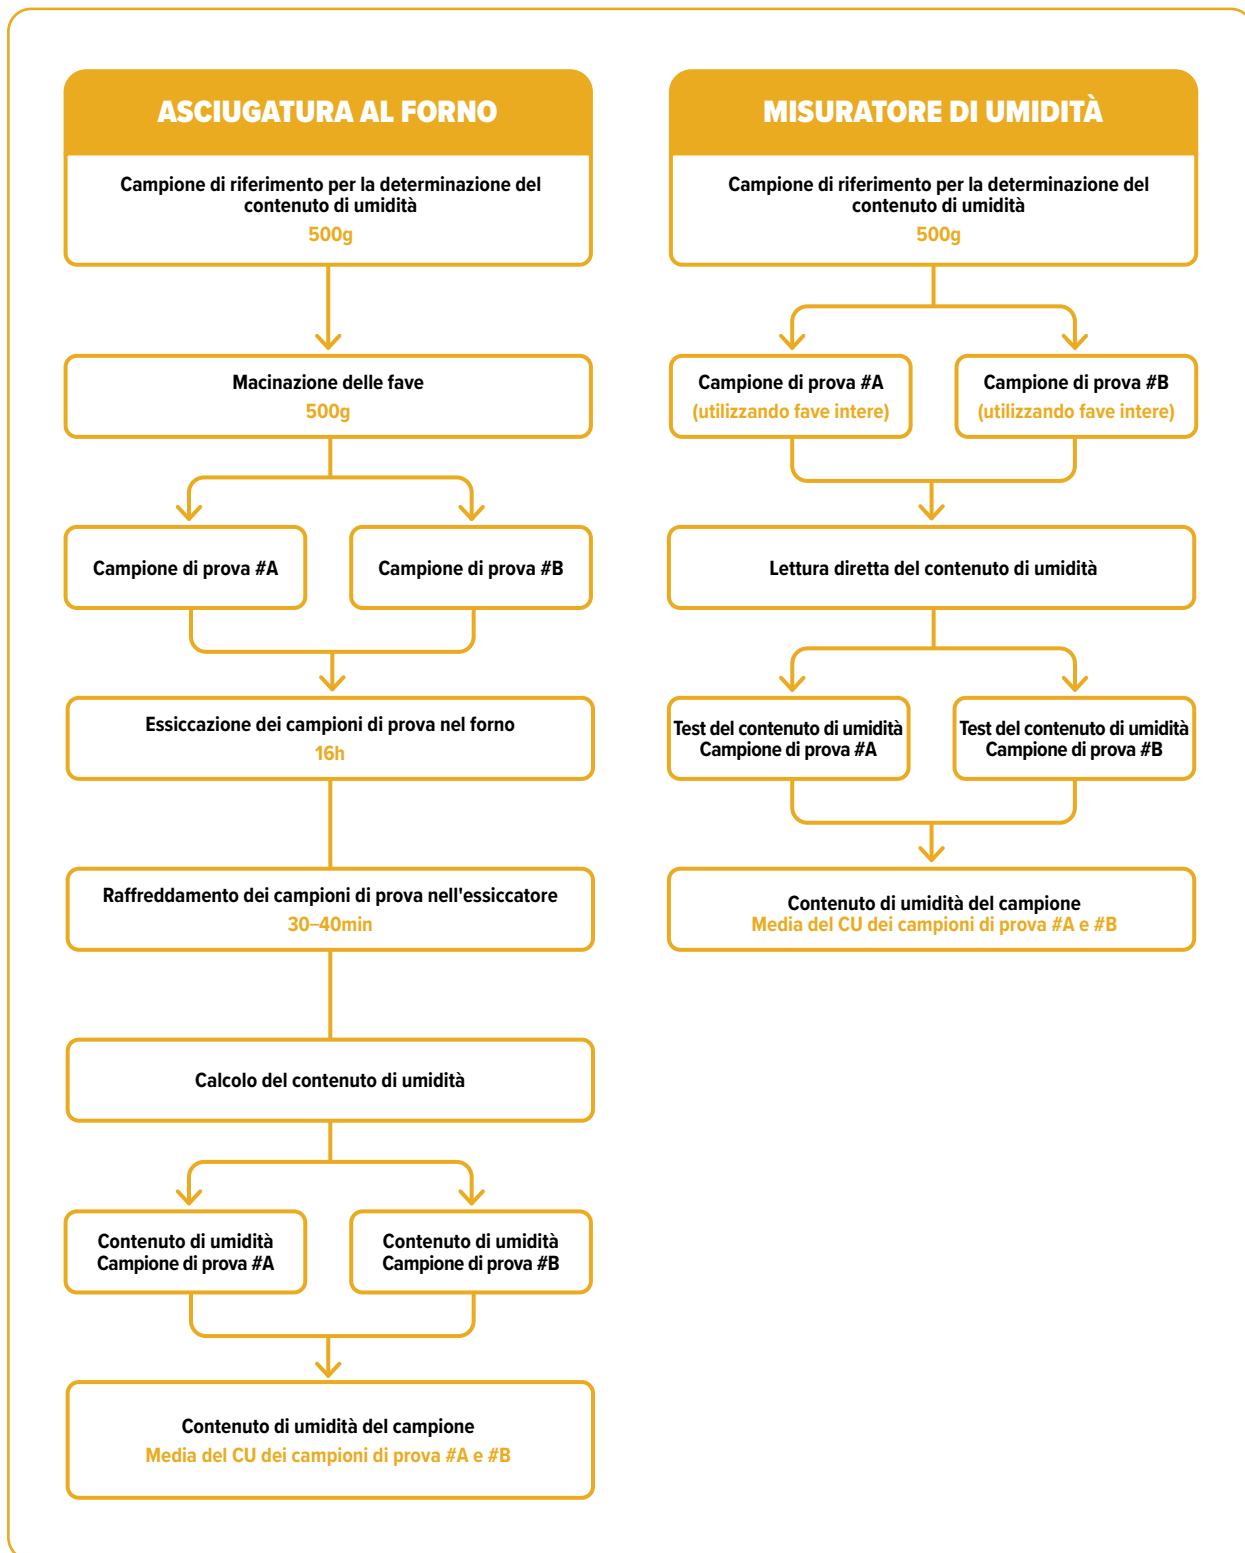 ASCIUGATURA AL FORNO
Campione di riferimento per la determinazione del
contenuto di umidità
500g
Macinazione delle fave
500g
Campione di prova #A
Campione di prova #B
Essiccazione dei campioni di prova nel forno
16h
Raffreddamento dei campioni di prova nell'essiccatore
30–40min
Calcolo del contenuto di umidità
Contenuto di umidità
Campione di prova #A
Contenuto di umidità
Campione di prova #B
Contenuto di umidità del campione
Media del CU dei campioni di prova #A e #B
MISURATORE DI UMIDITÀ
Campione di riferimento per la determinazione del
contenuto di umidità
500g
Campione di prova #A
(utilizzando fave intere)
Campione di prova #B
(utilizzando fave intere)
Lettura diretta del contenuto di umidità
Test del contenuto di umidità
Campione di prova #A
Test del contenuto di umidità
Campione di prova #B
Contenuto di umidità del campione
Media del CU dei campioni di prova #A e #B